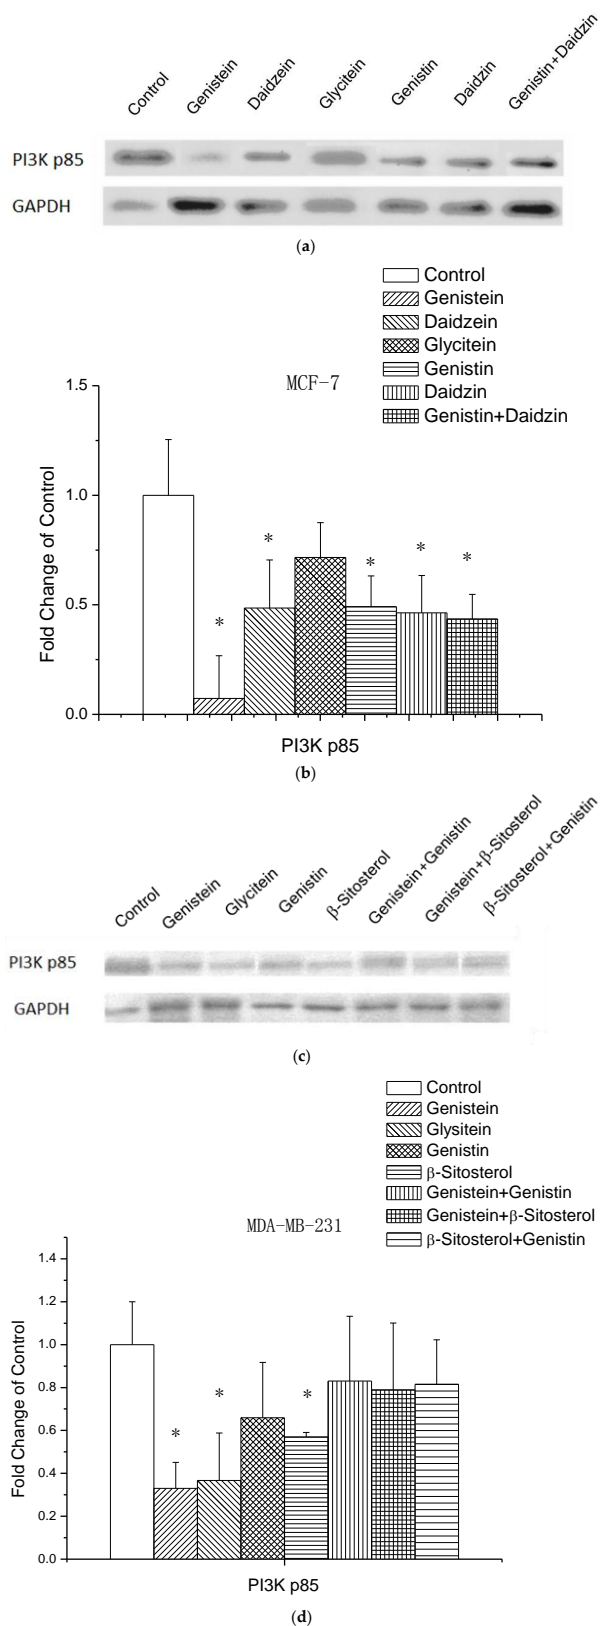 Control
Genistein
Daidzein
Glycitein
Genistin
Daidzin
Genistin+Daidzin
PI3K p85
GAPDH
(a)
Control
Genistein
Daidzein
Glycitein
Genistin
Daidzin
Genistin+Daidzin
MCF-7
1.5
1.0
0.5
0.0
Fold Change of Control
*
*
*
*
*
PI3K p85
(b)
Control
Genistein
Glycitein
Genistin
β-Sitosterol
Genistein+Genistin
Genistein+β-Sitosterol
β-Sitosterol+Genistin
PI3K p85
GAPDH
(c)
Control
Genistein
Glysitein
Genistin
β-Sitosterol
Genistein+Genistin
Genistein+β-Sitosterol
β-Sitosterol+Genistin
MDA-MB-231
1.4
1.2
1.0
0.8
0.6
0.4
0.2
0.0
Fold Change of Control
*
*
*
PI3K p85
(d)